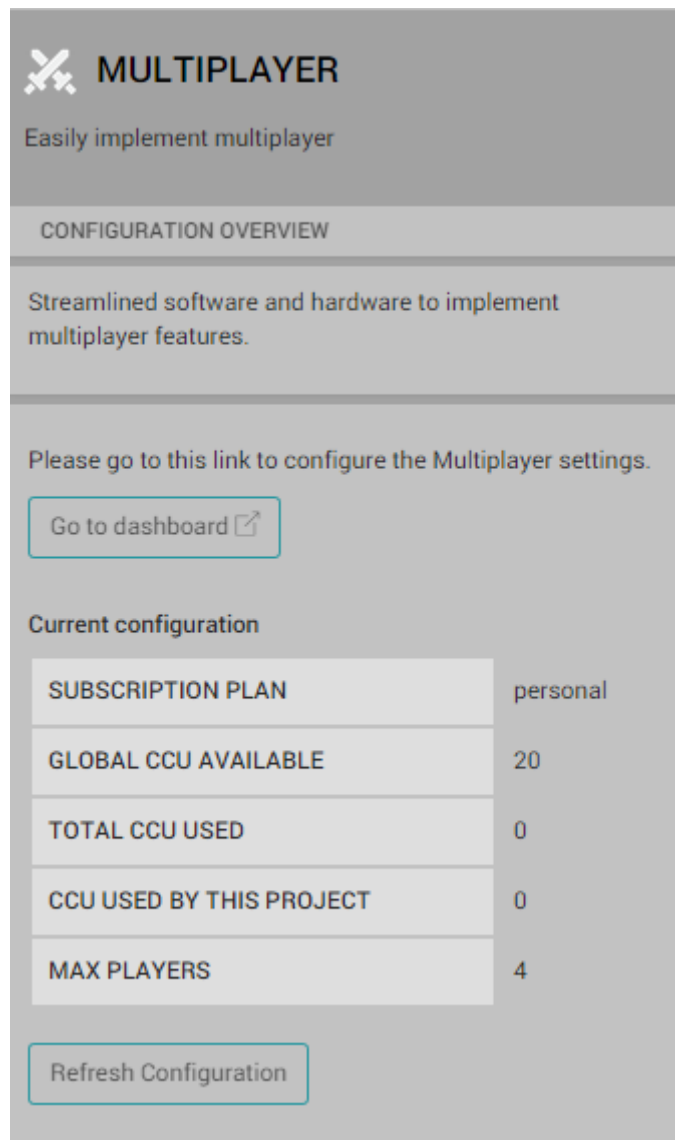 MULTIPLAYER
Easily implement multiplayer
CONFIGURATION OVERVIEW
Streamlined software and hardware to implement
multiplayer features.
Please go to this link to configure the Multiplayer settings.
Go to dashboard
Current configuration
SUBSCRIPTION PLAN personal
GLOBAL CCU AVAILABLE 20
TOTAL CCU USED 0
CCU USED BY THIS PROJECT 0
MAX PLAYERS 4
Refresh Configuration